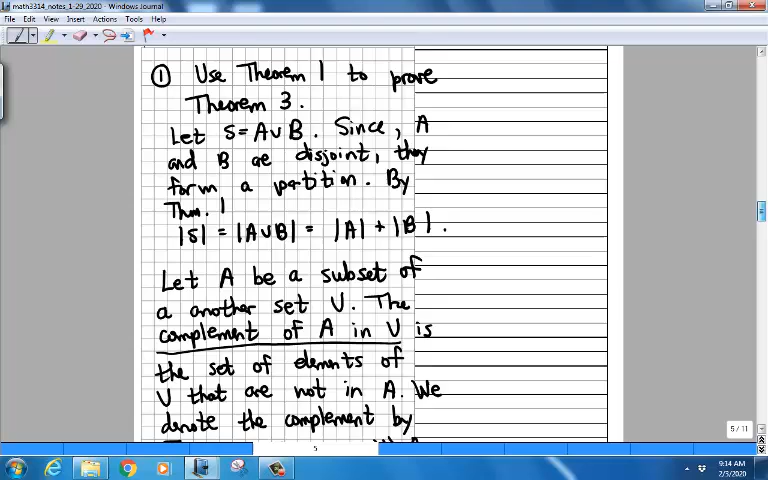 math3314_notes_1-29_2020 - Windows Journal
File Edit View Insert Actions Tools Help
① Use Theorem 1 to prove
Theorem 3.
Let S = A ∪ B. Since, A
and B are disjoint, they
form a partition. By
Thm. 1
|S| = |A∪B| = |A| + |B|.
Let A be a subset of
a another set U. The
complement of A in U is
the set of elements of
U that are not in A. We
denote the complement by
5
5 / 11
9:14 AM
2/3/2020